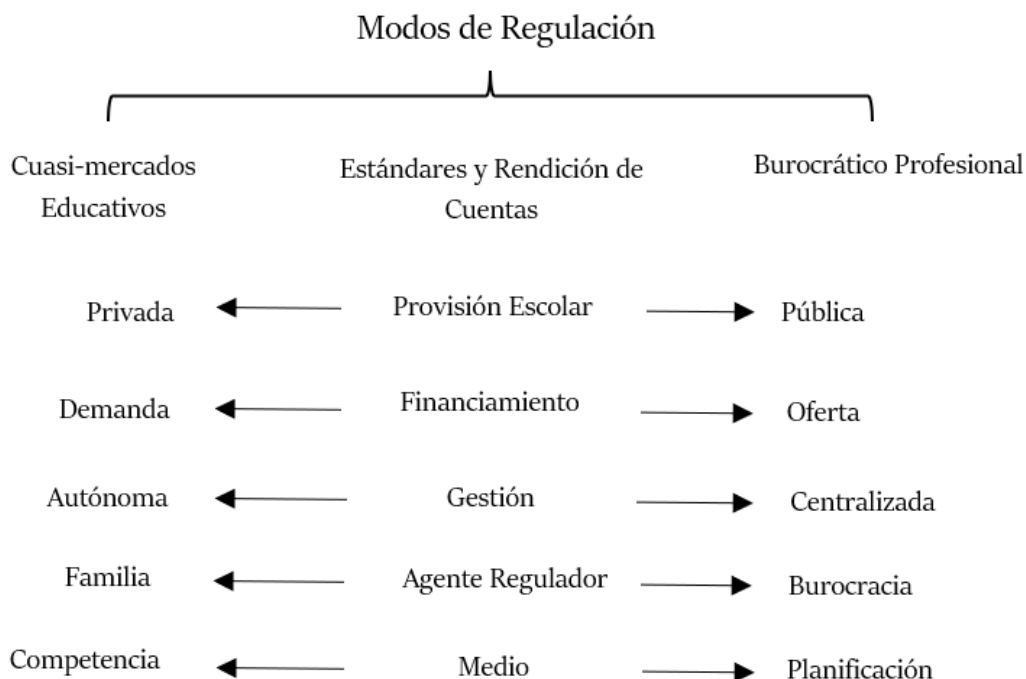 Modos de Regulación
Cuasi-mercados
Educativos
Estándares y Rendición de
Cuentas
Burocrático Profesional
Privada
Provisión Escolar
Pública
Demanda
Financiamiento
Oferta
Autónoma
Gestión
Centralizada
Familia
Agente Regulador
Burocracia
Competencia
Medio
Planificación